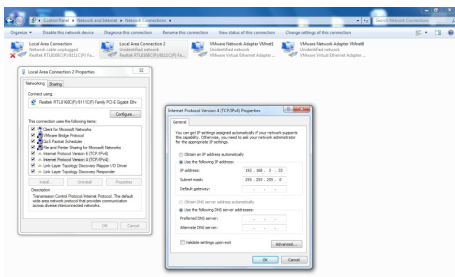 Control Panel ▸ Network and Internet ▸ Network Connections ▸
Search Network Connections
Organize Disable this network device Diagnose this connection Rename this connection View status of this connection Change settings of this connection
Local Area Connection
Network cable unplugged
Realtek RTL8168C(P)/8111C(P) Fa...
Local Area Connection 2
Unidentified network
Realtek RTL8168C(P)/8111C(P) Fa...
VMware Network Adapter VMnet1
Unidentified network
VMware Virtual Ethernet Adapter ...
VMware Network Adapter VMnet8
Unidentified network
VMware Virtual Ethernet Adapter ...
Local Area Connection 2 Properties
Networking Sharing
Connect using:
Realtek RTL8168C(P)/8111C(P) Family PCI-E Gigabit Ethe
Configure...
This connection uses the following items:
Client for Microsoft Networks
VMware Bridge Protocol
QoS Packet Scheduler
File and Printer Sharing for Microsoft Networks
Internet Protocol Version 6 (TCP/IPv6)
Internet Protocol Version 4 (TCP/IPv4)
Link-Layer Topology Discovery Mapper I/O Driver
Link-Layer Topology Discovery Responder
Install... Uninstall Properties
Description
Transmission Control Protocol/Internet Protocol. The default
wide area network protocol that provides communication
across diverse interconnected networks.
OK Cancel
Internet Protocol Version 4 (TCP/IPv4) Properties
General
You can get IP settings assigned automatically if your network supports
this capability. Otherwise, you need to ask your network administrator
for the appropriate IP settings.
Obtain an IP address automatically
Use the following IP address:
IP address:
Subnet mask: 255 . 255 . 255 . 0
Default gateway:
Obtain DNS server address automatically
Use the following DNS server addresses:
Preferred DNS server:
Alternate DNS server:
Validate settings upon exit
Advanced...
OK Cancel